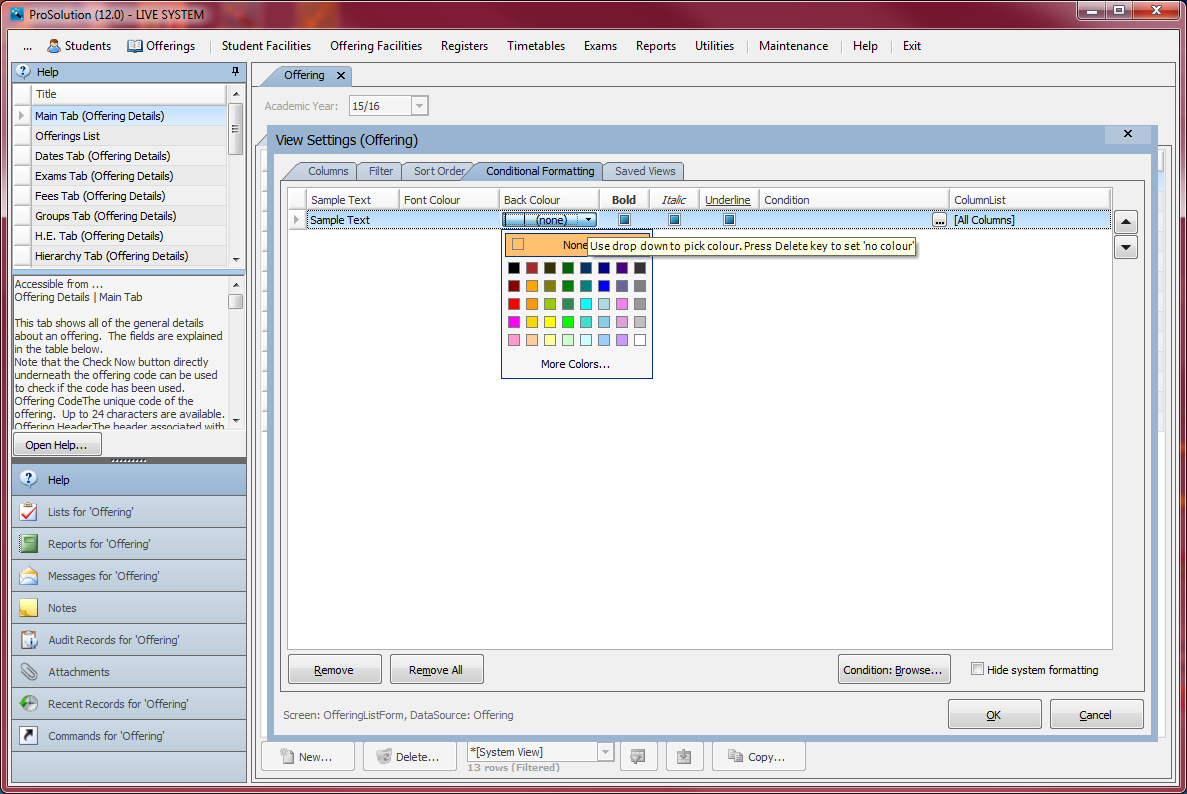 ProSolution (12.0) - LIVE SYSTEM
... Students Offerings Student Facilities Offering Facilities Registers Timetables Exams Reports Utilities Maintenance Help Exit
Help
Title
Main Tab (Offering Details)
Offerings List
Dates Tab (Offering Details)
Exams Tab (Offering Details)
Fees Tab (Offering Details)
Groups Tab (Offering Details)
H.E. Tab (Offering Details)
Hierarchy Tab (Offering Details)
Accessible from ...
Offering Details | Main Tab
This tab shows all of the general details
about an offering. The fields are explained
in the table below.
Note that the Check Now button directly
underneath the offering code can be used
to check if the code has been used.
Offering CodeThe unique code of the
offering. Up to 24 characters are available.
Offering HeaderThe header associated with
Open Help...
Help
Lists for 'Offering'
Reports for 'Offering'
Messages for 'Offering'
Notes
Audit Records for 'Offering'
Attachments
Recent Records for 'Offering'
Commands for 'Offering'
Offering
Academic Year: 15/16
View Settings (Offering)
Columns Filter Sort Order Conditional Formatting Saved Views
Sample Text Font Colour Back Colour Bold Italic Underline Condition ColumnList
Sample Text (none) ... [All Columns]
None
Use drop down to pick colour. Press Delete key to set 'no colour'
More Colors...
Remove Remove All Condition: Browse... Hide system formatting
Screen: OfferingListForm, DataSource: Offering
OK Cancel
New... Delete... *[System View] Copy...
13 rows (Filtered)